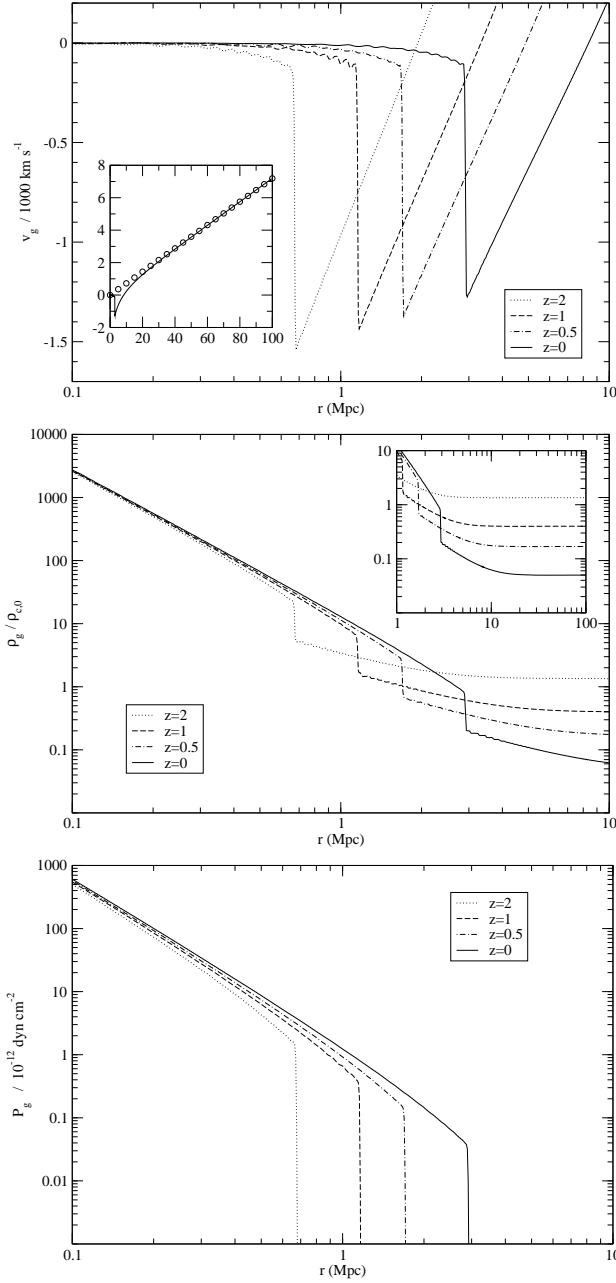 0
-0.5
-1
-1.5
v_g / 1000 km s^-1
8
6
4
2
0
-2
0 20 40 60 80 100
z=2
z=1
z=0.5
z=0
0.1 1 10
r (Mpc)
10000
1000
100
10
1
0.1
ρ_g / ρ_c,0
10
1
0.1
1 10 100
z=2
z=1
z=0.5
z=0
0.1 1 10
r (Mpc)
1000
100
10
1
0.1
0.01
P_g / 10^-12 dyn cm^-2
z=2
z=1
z=0.5
z=0
0.1 1 10
r (Mpc)